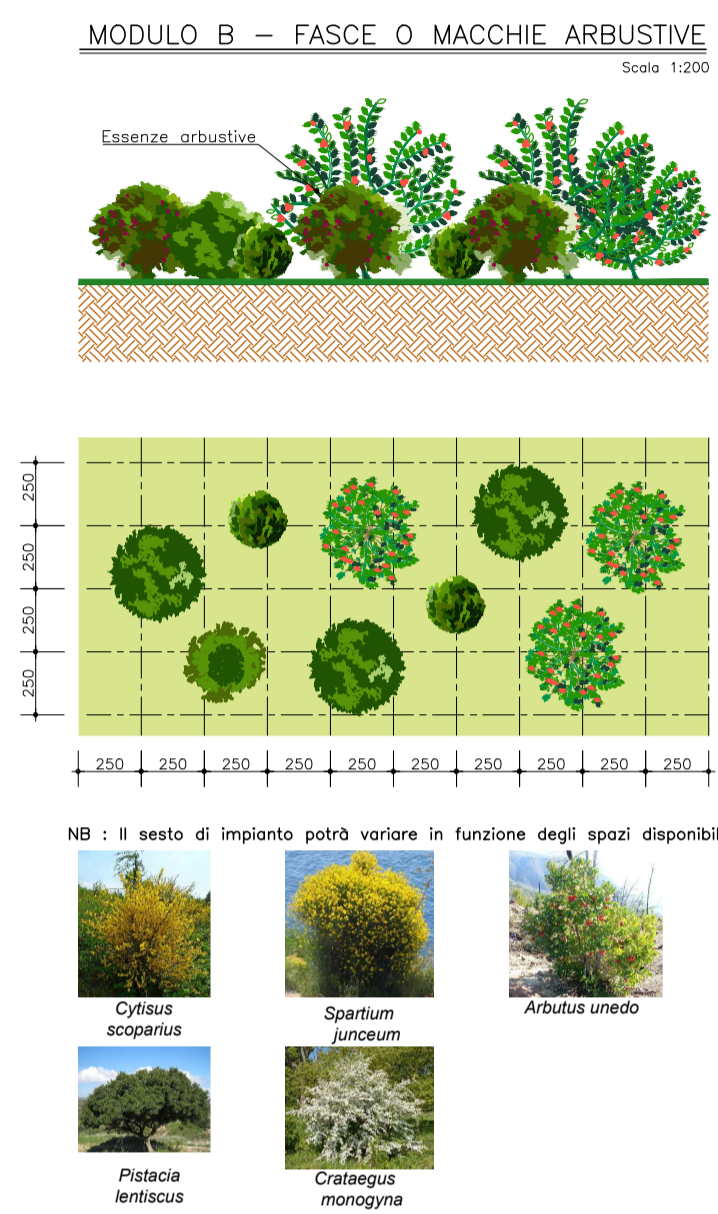 MODULO B – FASCE O MACCHIE ARBUSTIVE
Scala 1:200
Essenze arbustive
250
250
250
250
250 250 250 250 250 250 250 250 250 250
NB : Il sesto di impianto potrà variare in funzione degli spazi disponibil
Cytisus
scoparius
Spartium
junceum
Arbutus unedo
Pistacia
lentiscus
Crataegus
monogyna